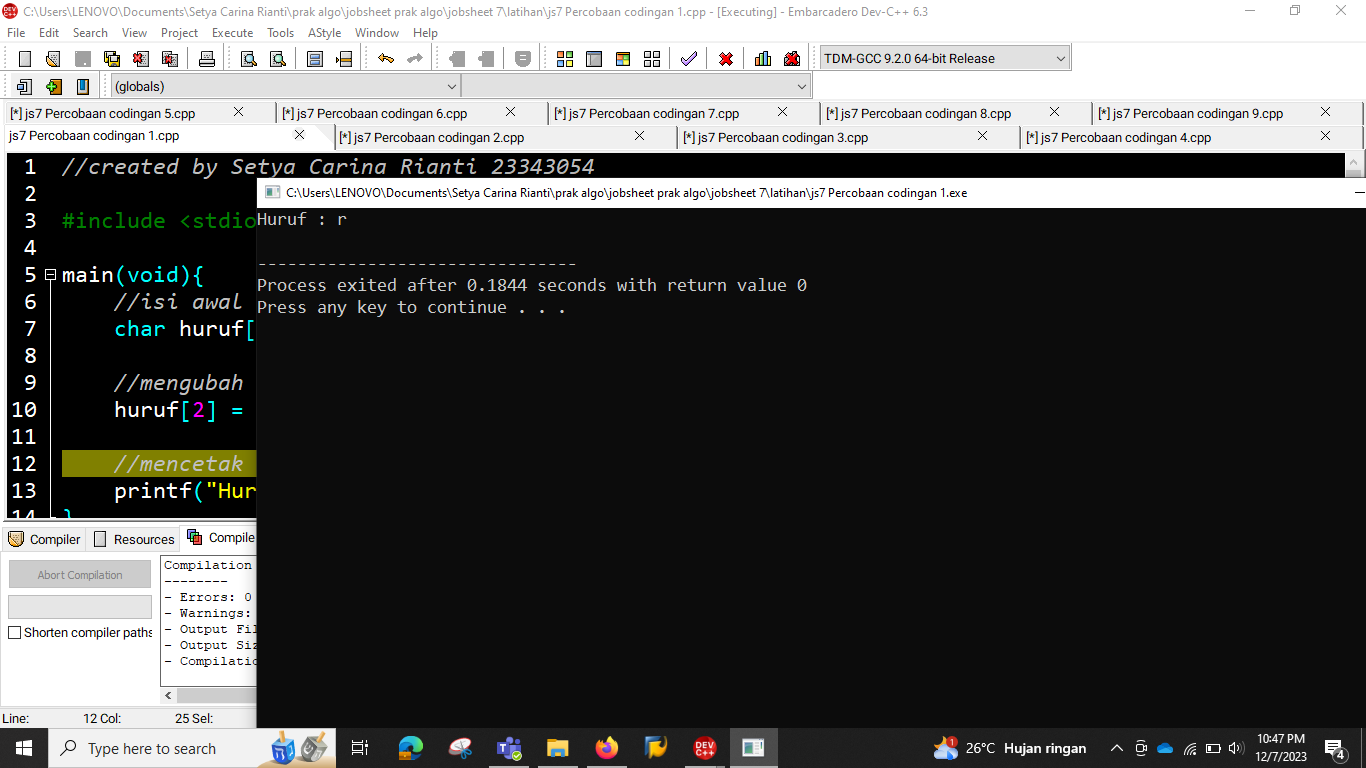 C:\Users\LENOVO\Documents\Setya Carina Rianti\prak algo\jobsheet prak algo\jobsheet 7\latihan\js7 Percobaan codingan 1.cpp - [Executing] - Embarcadero Dev-C++ 6.3
File Edit Search View Project Execute Tools AStyle Window Help
TDM-GCC 9.2.0 64-bit Release
(globals)
[*] js7 Percobaan codingan 5.cpp [*] js7 Percobaan codingan 6.cpp [*] js7 Percobaan codingan 7.cpp [*] js7 Percobaan codingan 8.cpp [*] js7 Percobaan codingan 9.cpp
js7 Percobaan codingan 1.cpp [*] js7 Percobaan codingan 2.cpp [*] js7 Percobaan codingan 3.cpp [*] js7 Percobaan codingan 4.cpp
1 //created by Setya Carina Rianti 23343054
2
3 #include <stdio
4
5 main(void){
6 //isi awal
7 char huruf[
8
9 //mengubah
10 huruf[2] =
11
12 //mencetak
13 printf("Hur
14 }
C:\Users\LENOVO\Documents\Setya Carina Rianti\prak algo\jobsheet prak algo\jobsheet 7\latihan\js7 Percobaan codingan 1.exe
Huruf : r
--------------------------------
Process exited after 0.1844 seconds with return value 0
Press any key to continue . . .
Compiler Resources Compile
Abort Compilation
Shorten compiler paths
Compilation
--------
- Errors: 0
- Warnings:
- Output Fil
- Output Siz
- Compilatio
Line: 12 Col: 25 Sel:
Type here to search
DEV C++
1
26°C Hujan ringan
10:47 PM
12/7/2023
4